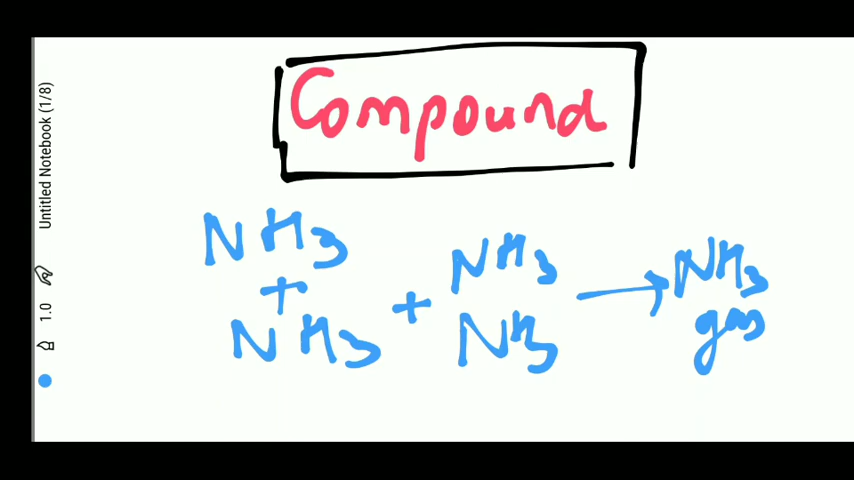 Untitled Notebook (1/8)
1.0
Compound
NH3
+
NH3
+
NH3
NH3
→
NH3
gas